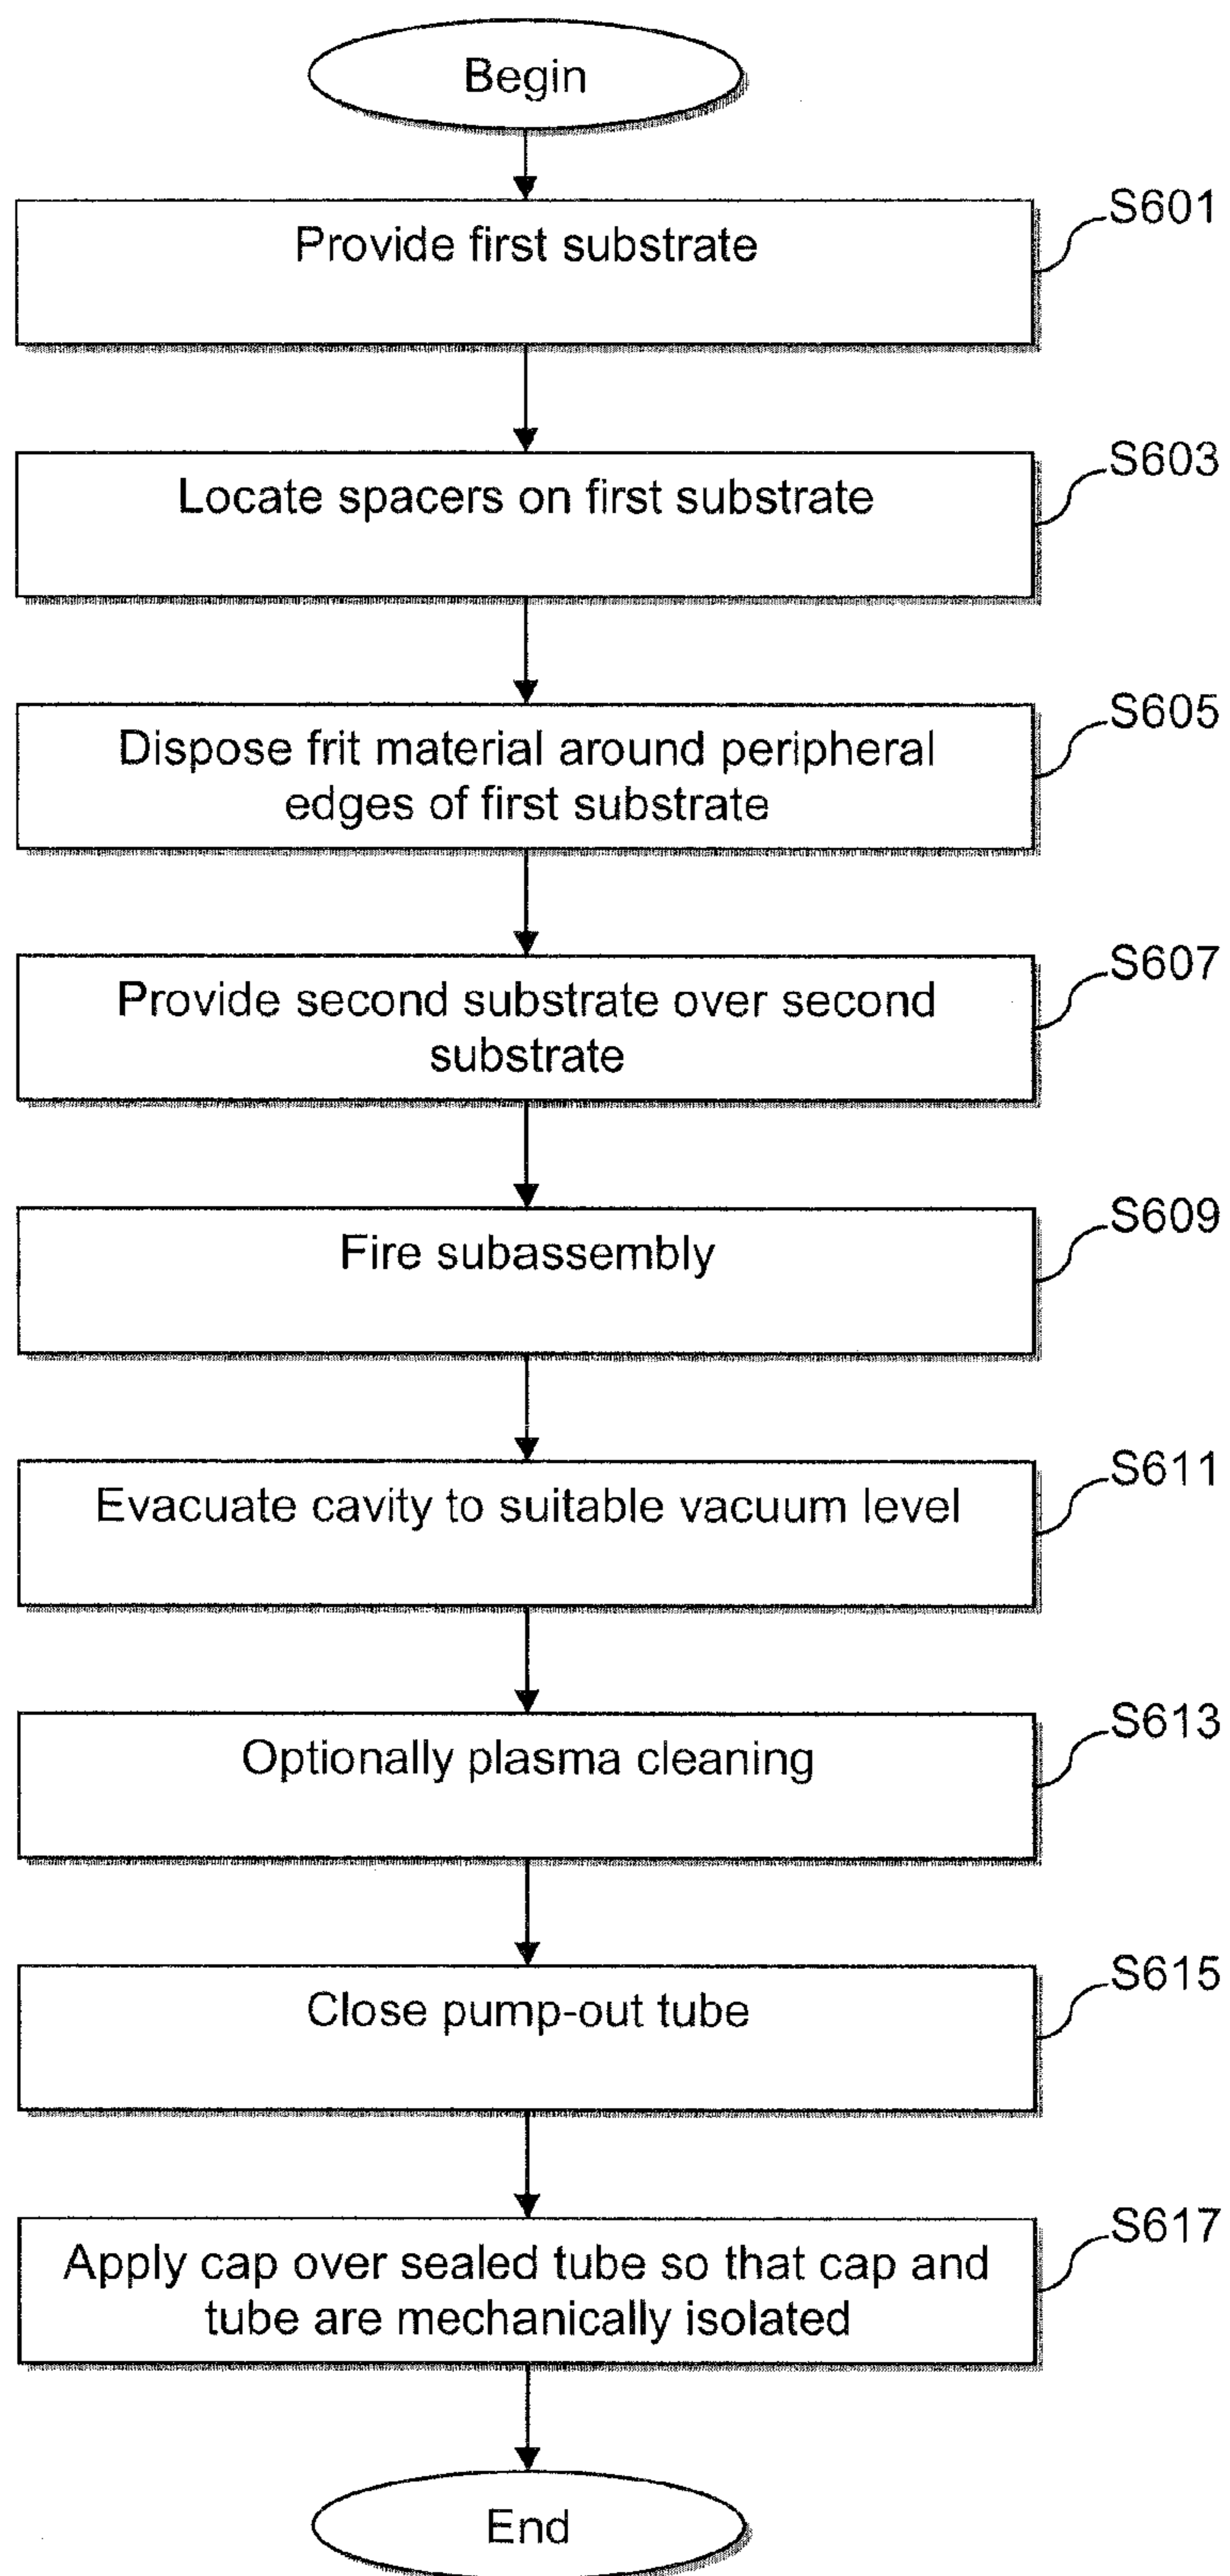 Begin
Provide first substrate
S601
Locate spacers on first substrate
S603
Dispose frit material around peripheral
edges of first substrate
S605
Provide second substrate over second
substrate
S607
Fire subassembly
S609
Evacuate cavity to suitable vacuum level
S611
Optionally plasma cleaning
S613
Close pump-out tube
S615
Apply cap over sealed tube so that cap and
tube are mechanically isolated
S617
End